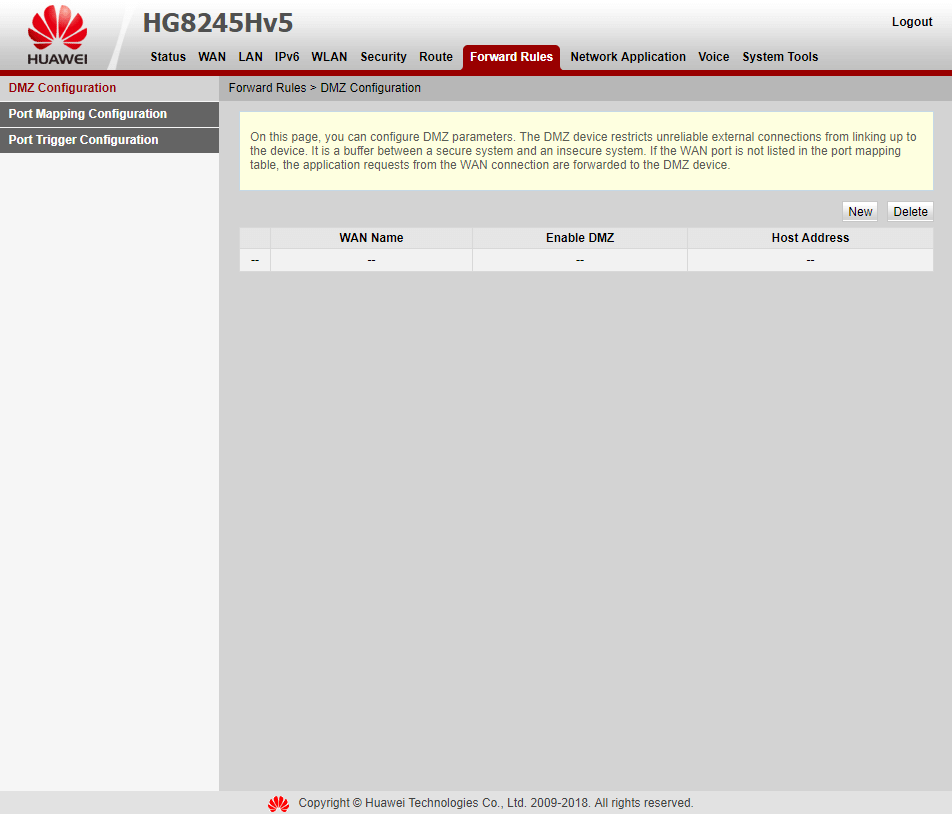 HUAWEI
HG8245Hv5
Logout
Status WAN LAN IPv6 WLAN Security Route Forward Rules Network Application Voice System Tools
DMZ Configuration
Port Mapping Configuration
Port Trigger Configuration
Forward Rules > DMZ Configuration
On this page, you can configure DMZ parameters. The DMZ device restricts unreliable external connections from linking up to
the device. It is a buffer between a secure system and an insecure system. If the WAN port is not listed in the port mapping
table, the application requests from the WAN connection are forwarded to the DMZ device.
New Delete
WAN Name Enable DMZ Host Address
-- -- -- --
Copyright © Huawei Technologies Co., Ltd. 2009-2018. All rights reserved.